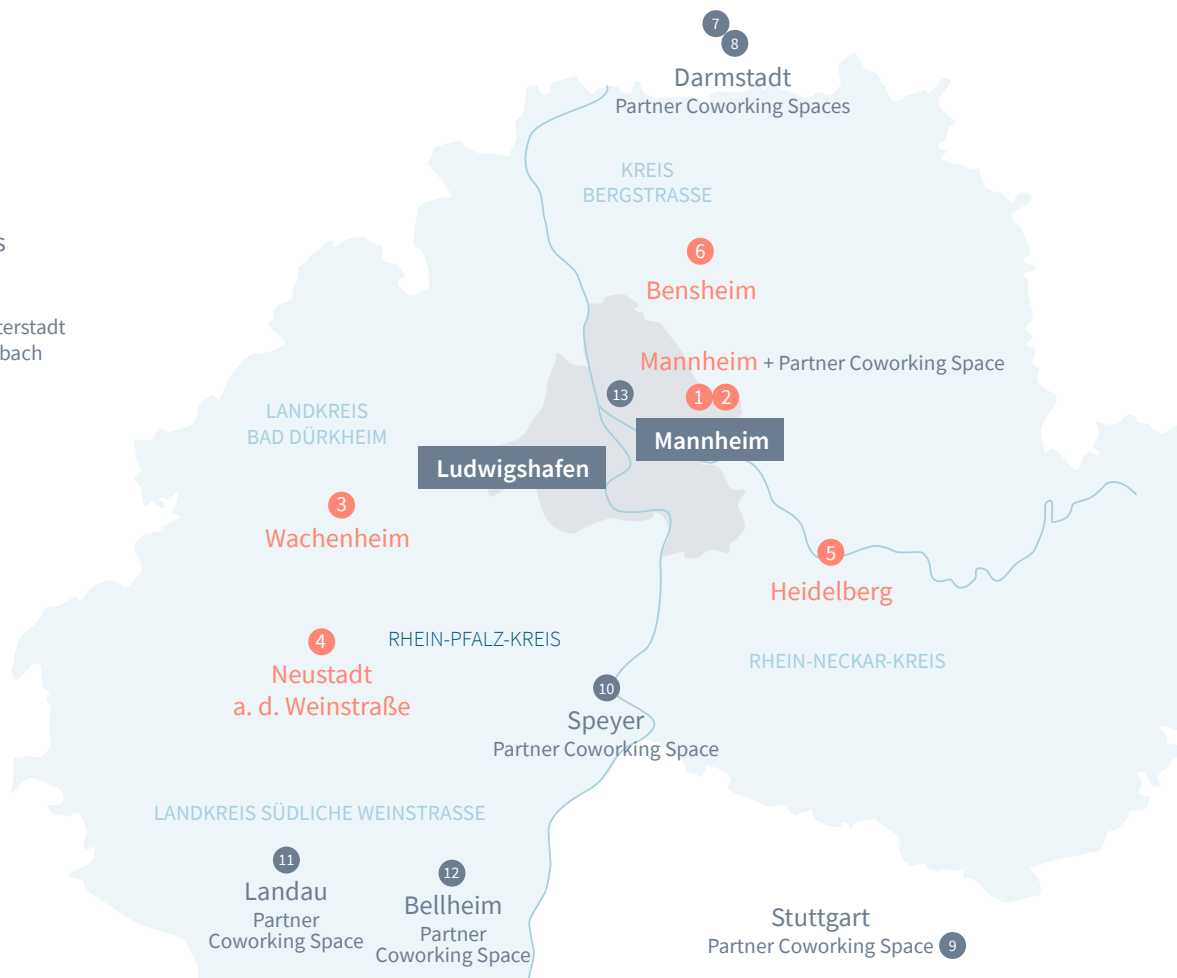 7
8
Darmstadt
Partner Coworking Spaces
KREIS
BERGSTRASSE
s
6
Bensheim
terstadt
bach
Mannheim + Partner Coworking Space
13
1 2
LANDKREIS
BAD DÜRKHEIM
Mannheim
Ludwigshafen
3
Wachenheim
5
Heidelberg
4
RHEIN-PFALZ-KREIS
Neustadt
a. d. Weinstraße
RHEIN-NECKAR-KREIS
10
Speyer
Partner Coworking Space
LANDKREIS SÜDLICHE WEINSTRASSE
11
Landau
Partner
Coworking Space
12
Bellheim
Partner
Coworking Space
Stuttgart
Partner Coworking Space 9